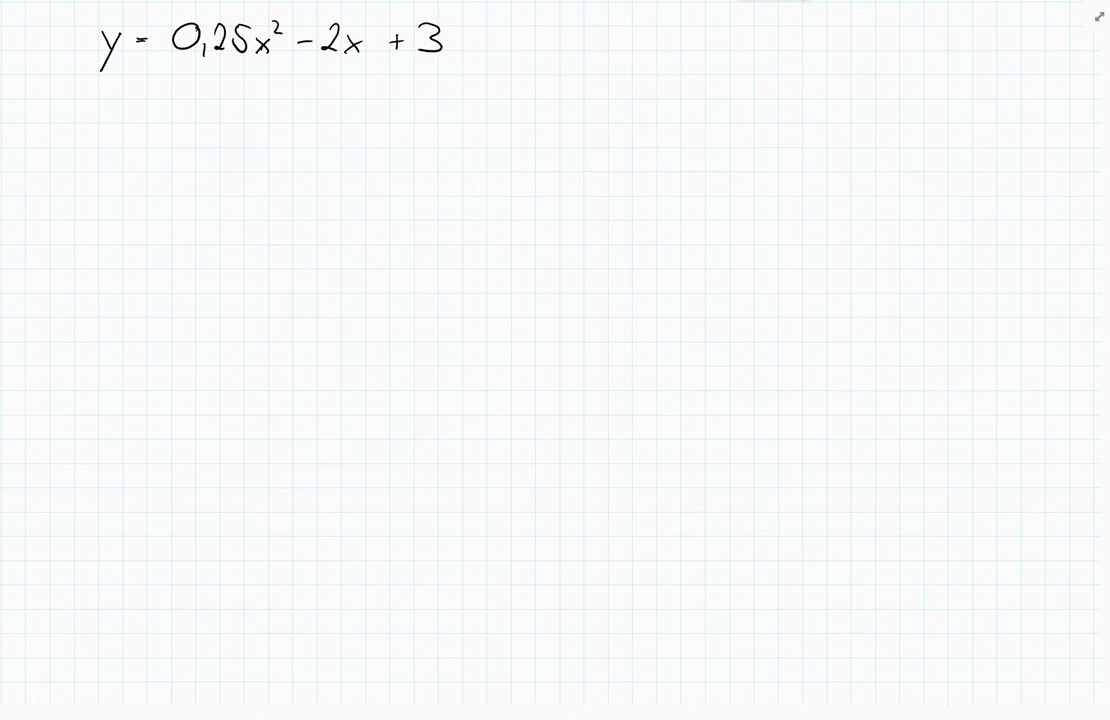 y = 0,25x² - 2x + 3